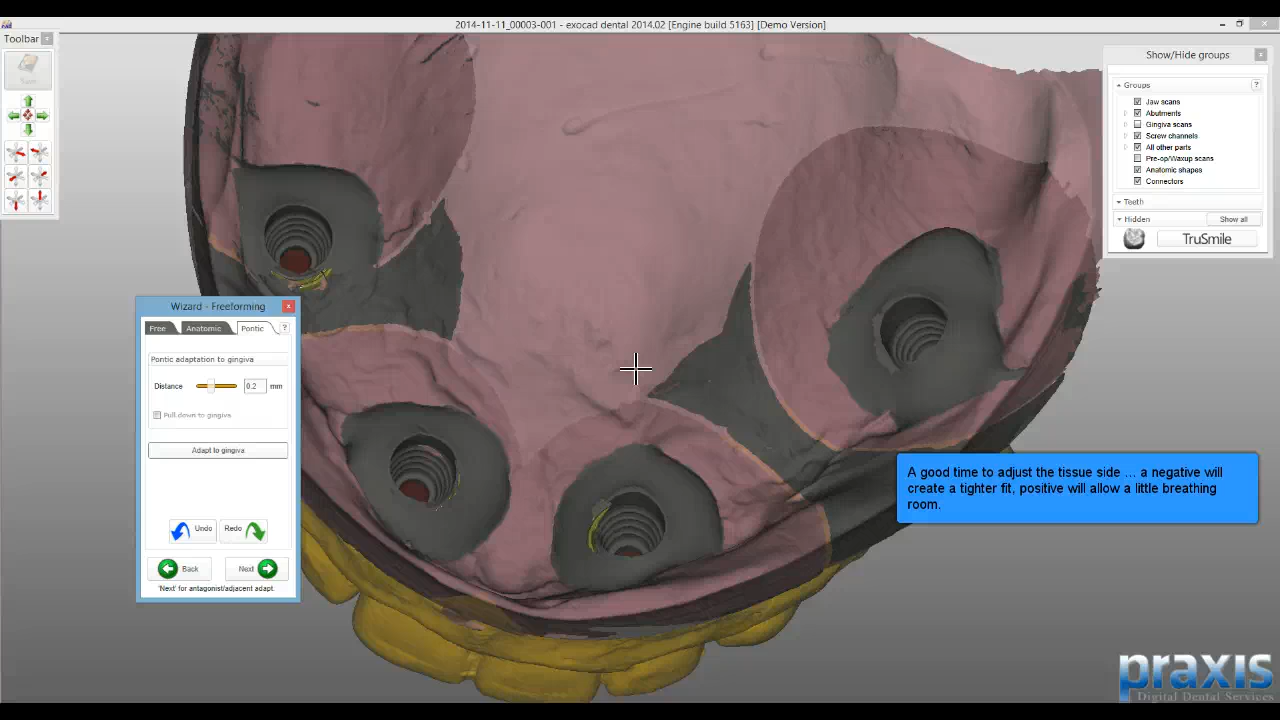 2014-11-11_00003-001 - exocad dental 2014.02 [Engine build 5163] [Demo Version]
Toolbar
Show/Hide groups
Groups
?
Jaw scans
Abutments
Gingiva scans
Screw channels
All other parts
Pre-op/Waxup scans
Anatomic shapes
Connectors
Teeth
Hidden
Show all
TruSmile
Wizard - Freeforming
Free
Anatomic
Pontic
?
Pontic adaptation to gingiva
Distance
0.2
mm
Pull down to gingiva
Adapt to gingiva
Undo
Redo
Back
Next
'Next' for antagonist/adjacent adapt.
A good time to adjust the tissue side ... a negative will
create a tighter fit, positive will allow a little breathing
room.
praxis
Digital Dental Services